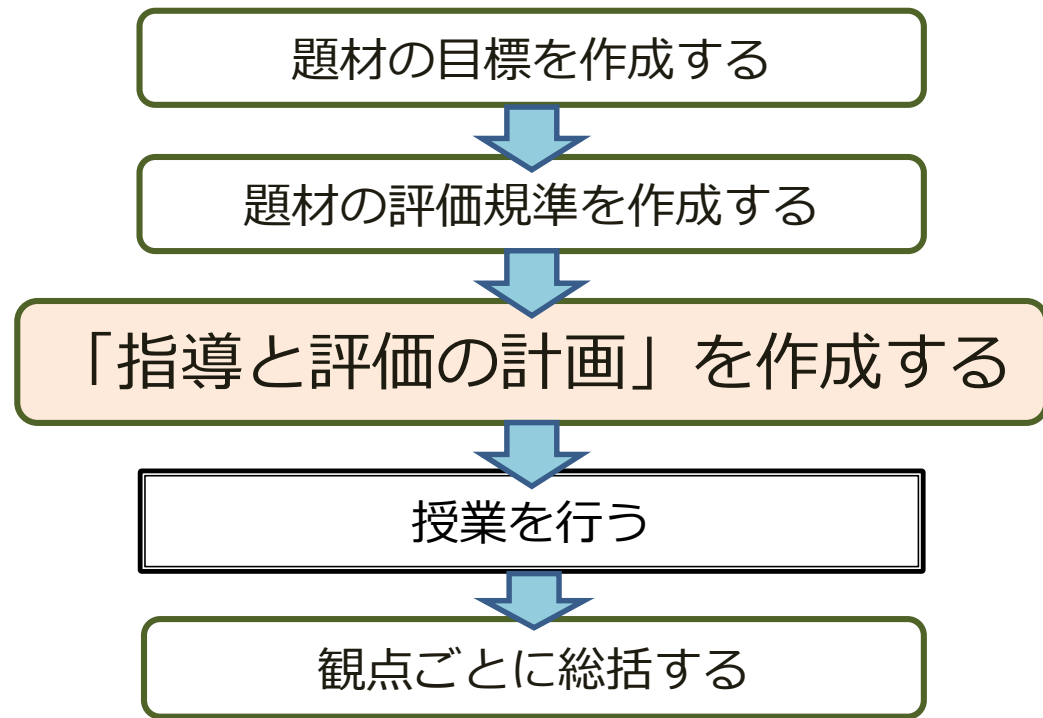 題材の目標を作成する
題材の評価規準を作成する
「指導と評価の計画」を作成する
授業を行う
観点ごとに総括する